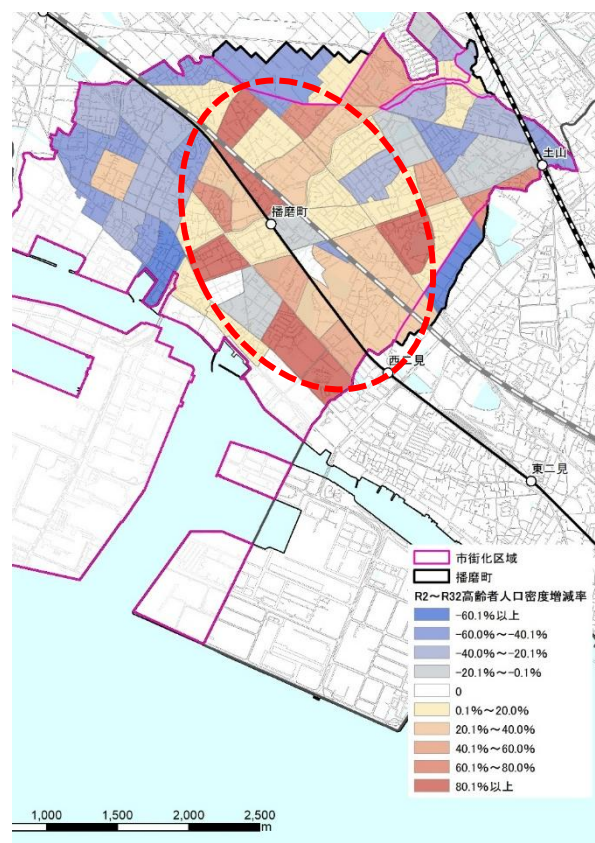 土山
播磨町
西二見
東二見
市街化区域
播磨町
R2～R32高齢者人口密度増減率
-60.1%以上
-60.0%～-40.1%
-40.0%～-20.1%
-20.1%～-0.1%
0
0.1%～20.0%
20.1%～40.0%
40.1%～60.0%
60.1%～80.0%
80.1%以上
1,000 1,500 2,000 2,500
m